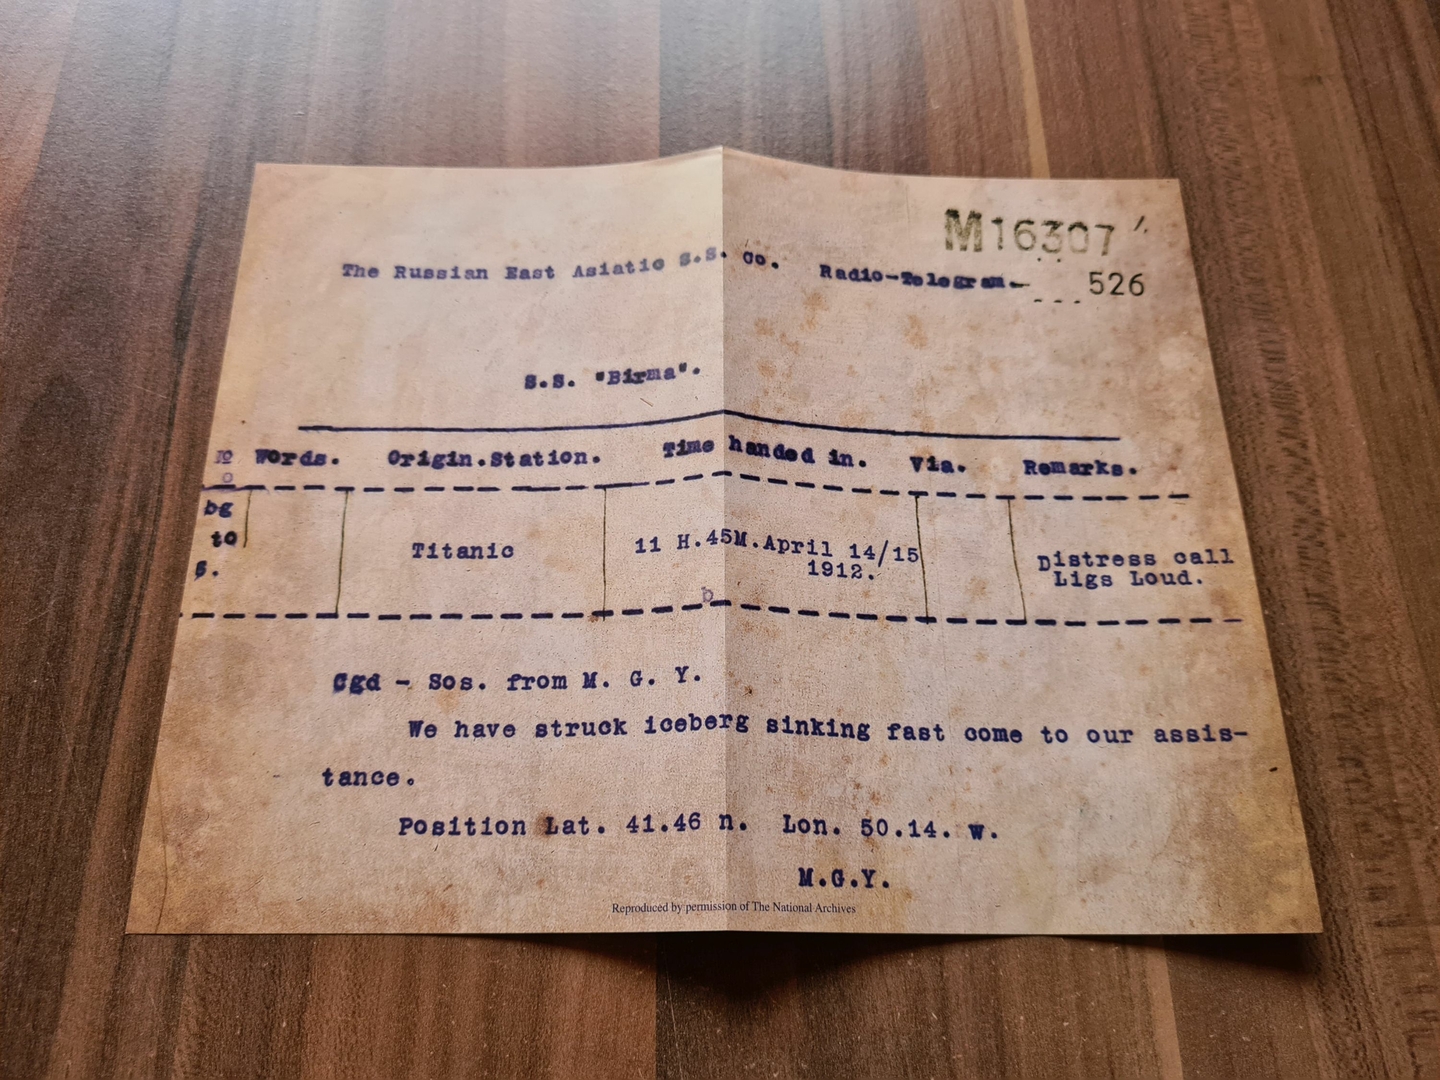 M16307
The Russian East Asiatic S.S. Co. Radio-Telegram. 526
S.S. "Birma".
No Words. Origin.Station. Time handed in. Via. Remarks.
bg
to Titanic 11 H.45M.April 14/15 Distress call
s. 1912. Ligs Loud.
Cgd - Sos. from M. G. Y.
We have struck iceberg sinking fast come to our assis-
tance.
Position Lat. 41.46 n. Lon. 50.14. w.
M.G.Y.
Reproduced by permission of The National Archives